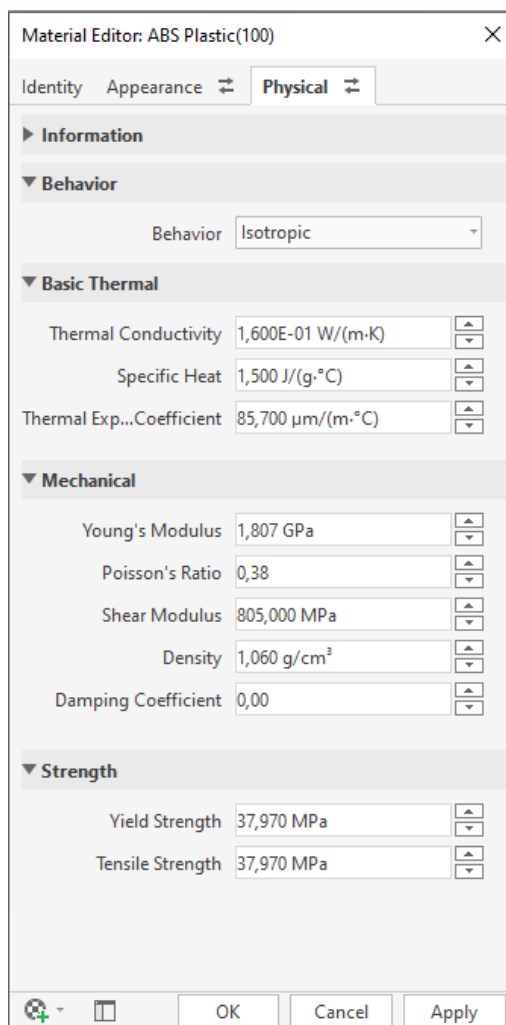 Material Editor: ABS Plastic(100)
Identity Appearance Physical
Information
Behavior
Behavior Isotropic
Basic Thermal
Thermal Conductivity 1,600E-01 W/(m·K)
Specific Heat 1,500 J/(g·°C)
Thermal Exp...Coefficient 85,700 µm/(m·°C)
Mechanical
Young's Modulus 1,807 GPa
Poisson's Ratio 0,38
Shear Modulus 805,000 MPa
Density 1,060 g/cm³
Damping Coefficient 0,00
Strength
Yield Strength 37,970 MPa
Tensile Strength 37,970 MPa
OK Cancel Apply